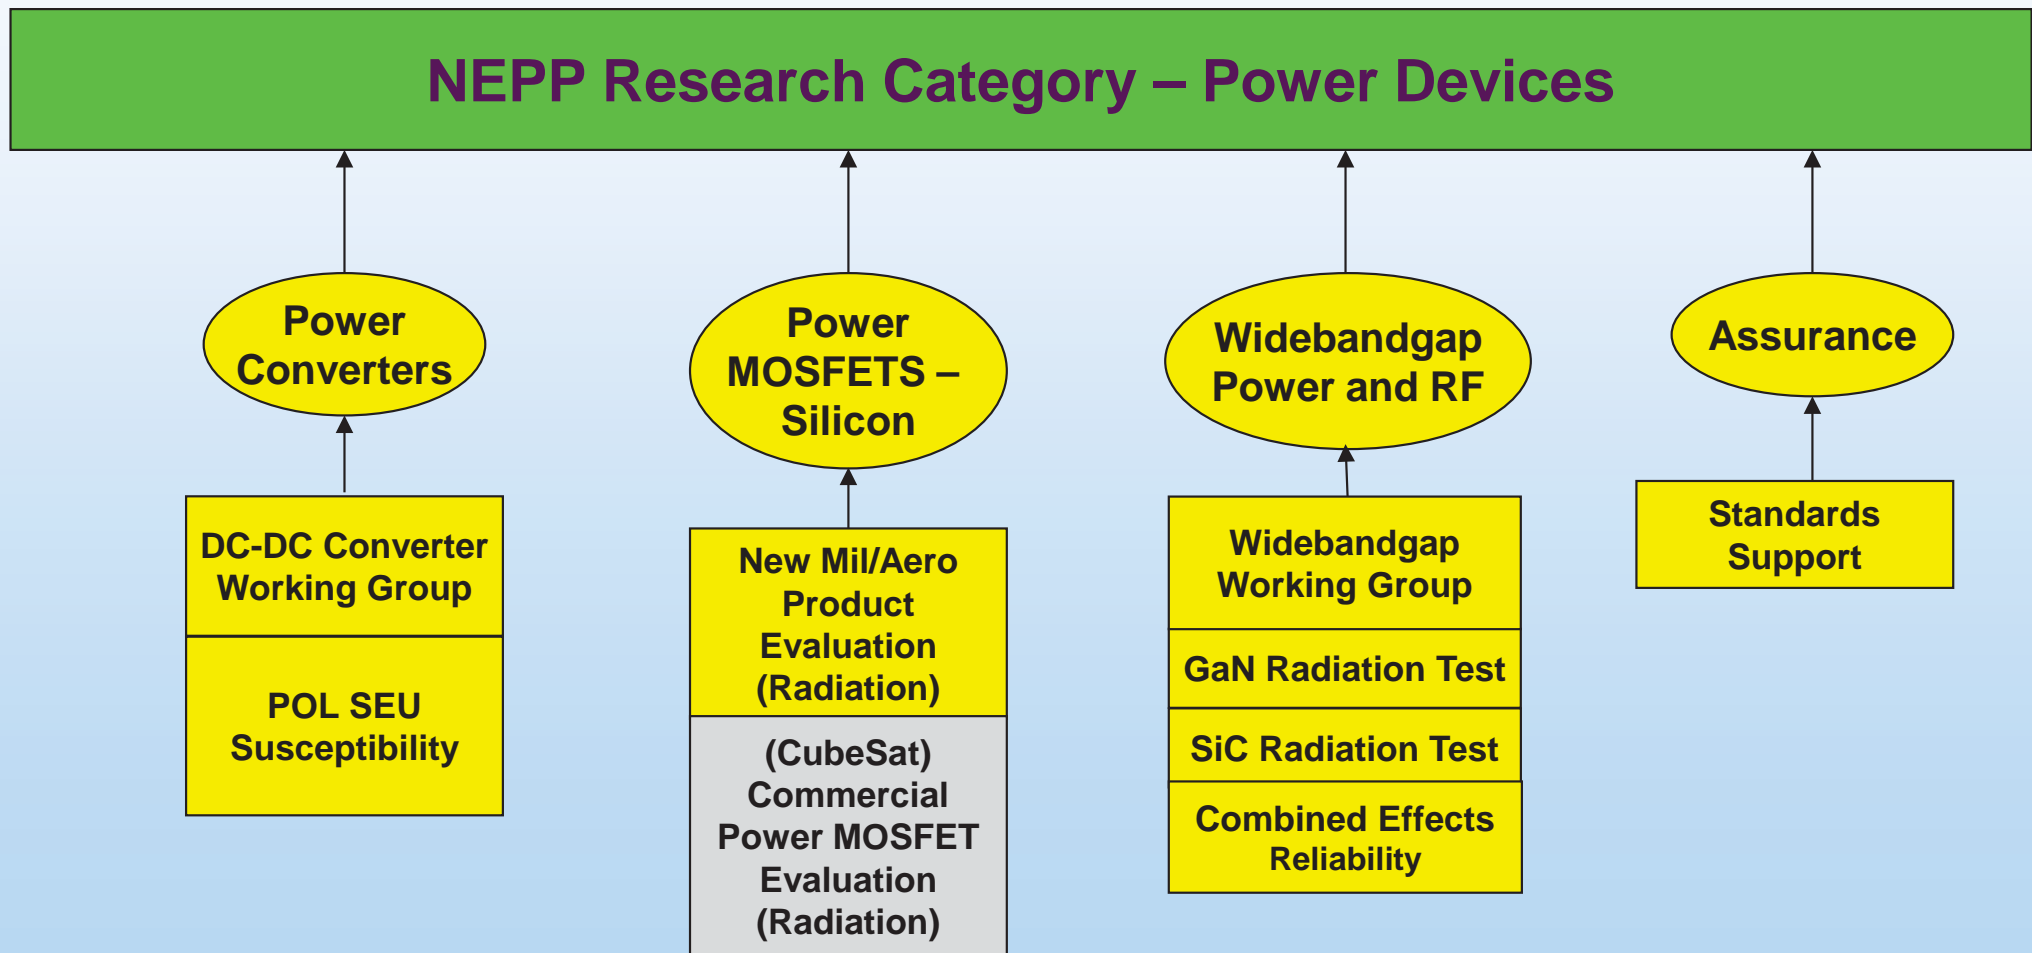 NEPP Research Category – Power Devices
Power
Converters
Power
MOSFETS –
Silicon
Widebandgap
Power and RF
Assurance
DC-DC Converter
Working Group
POL SEU
Susceptibility
New Mil/Aero
Product
Evaluation
(Radiation)
(CubeSat)
Commercial
Power MOSFET
Evaluation
(Radiation)
Widebandgap
Working Group
GaN Radiation Test
SiC Radiation Test
Combined Effects
Reliability
Standards
Support